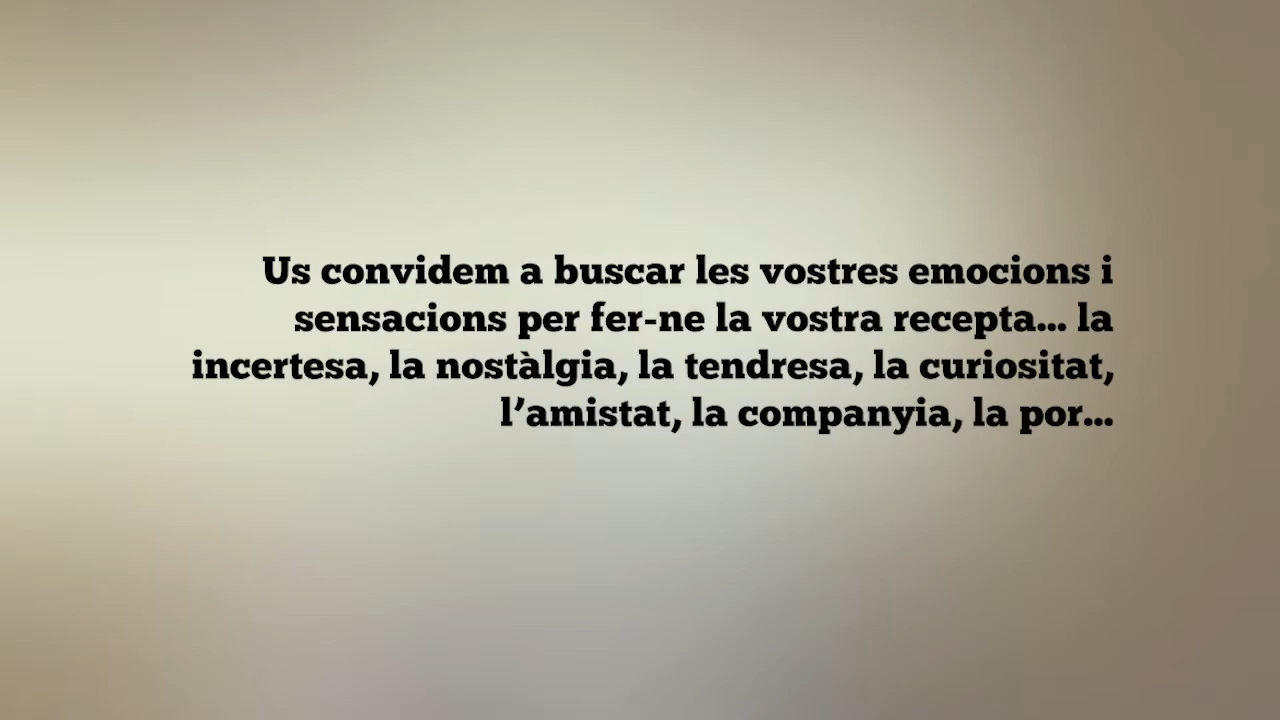 Us convidem a buscar les vostres emocions i
sensacions per fer-ne la vostra recepta... la
incertesa, la nostàlgia, la tendresa, la curiositat,
l’amistat, la companyia, la por...